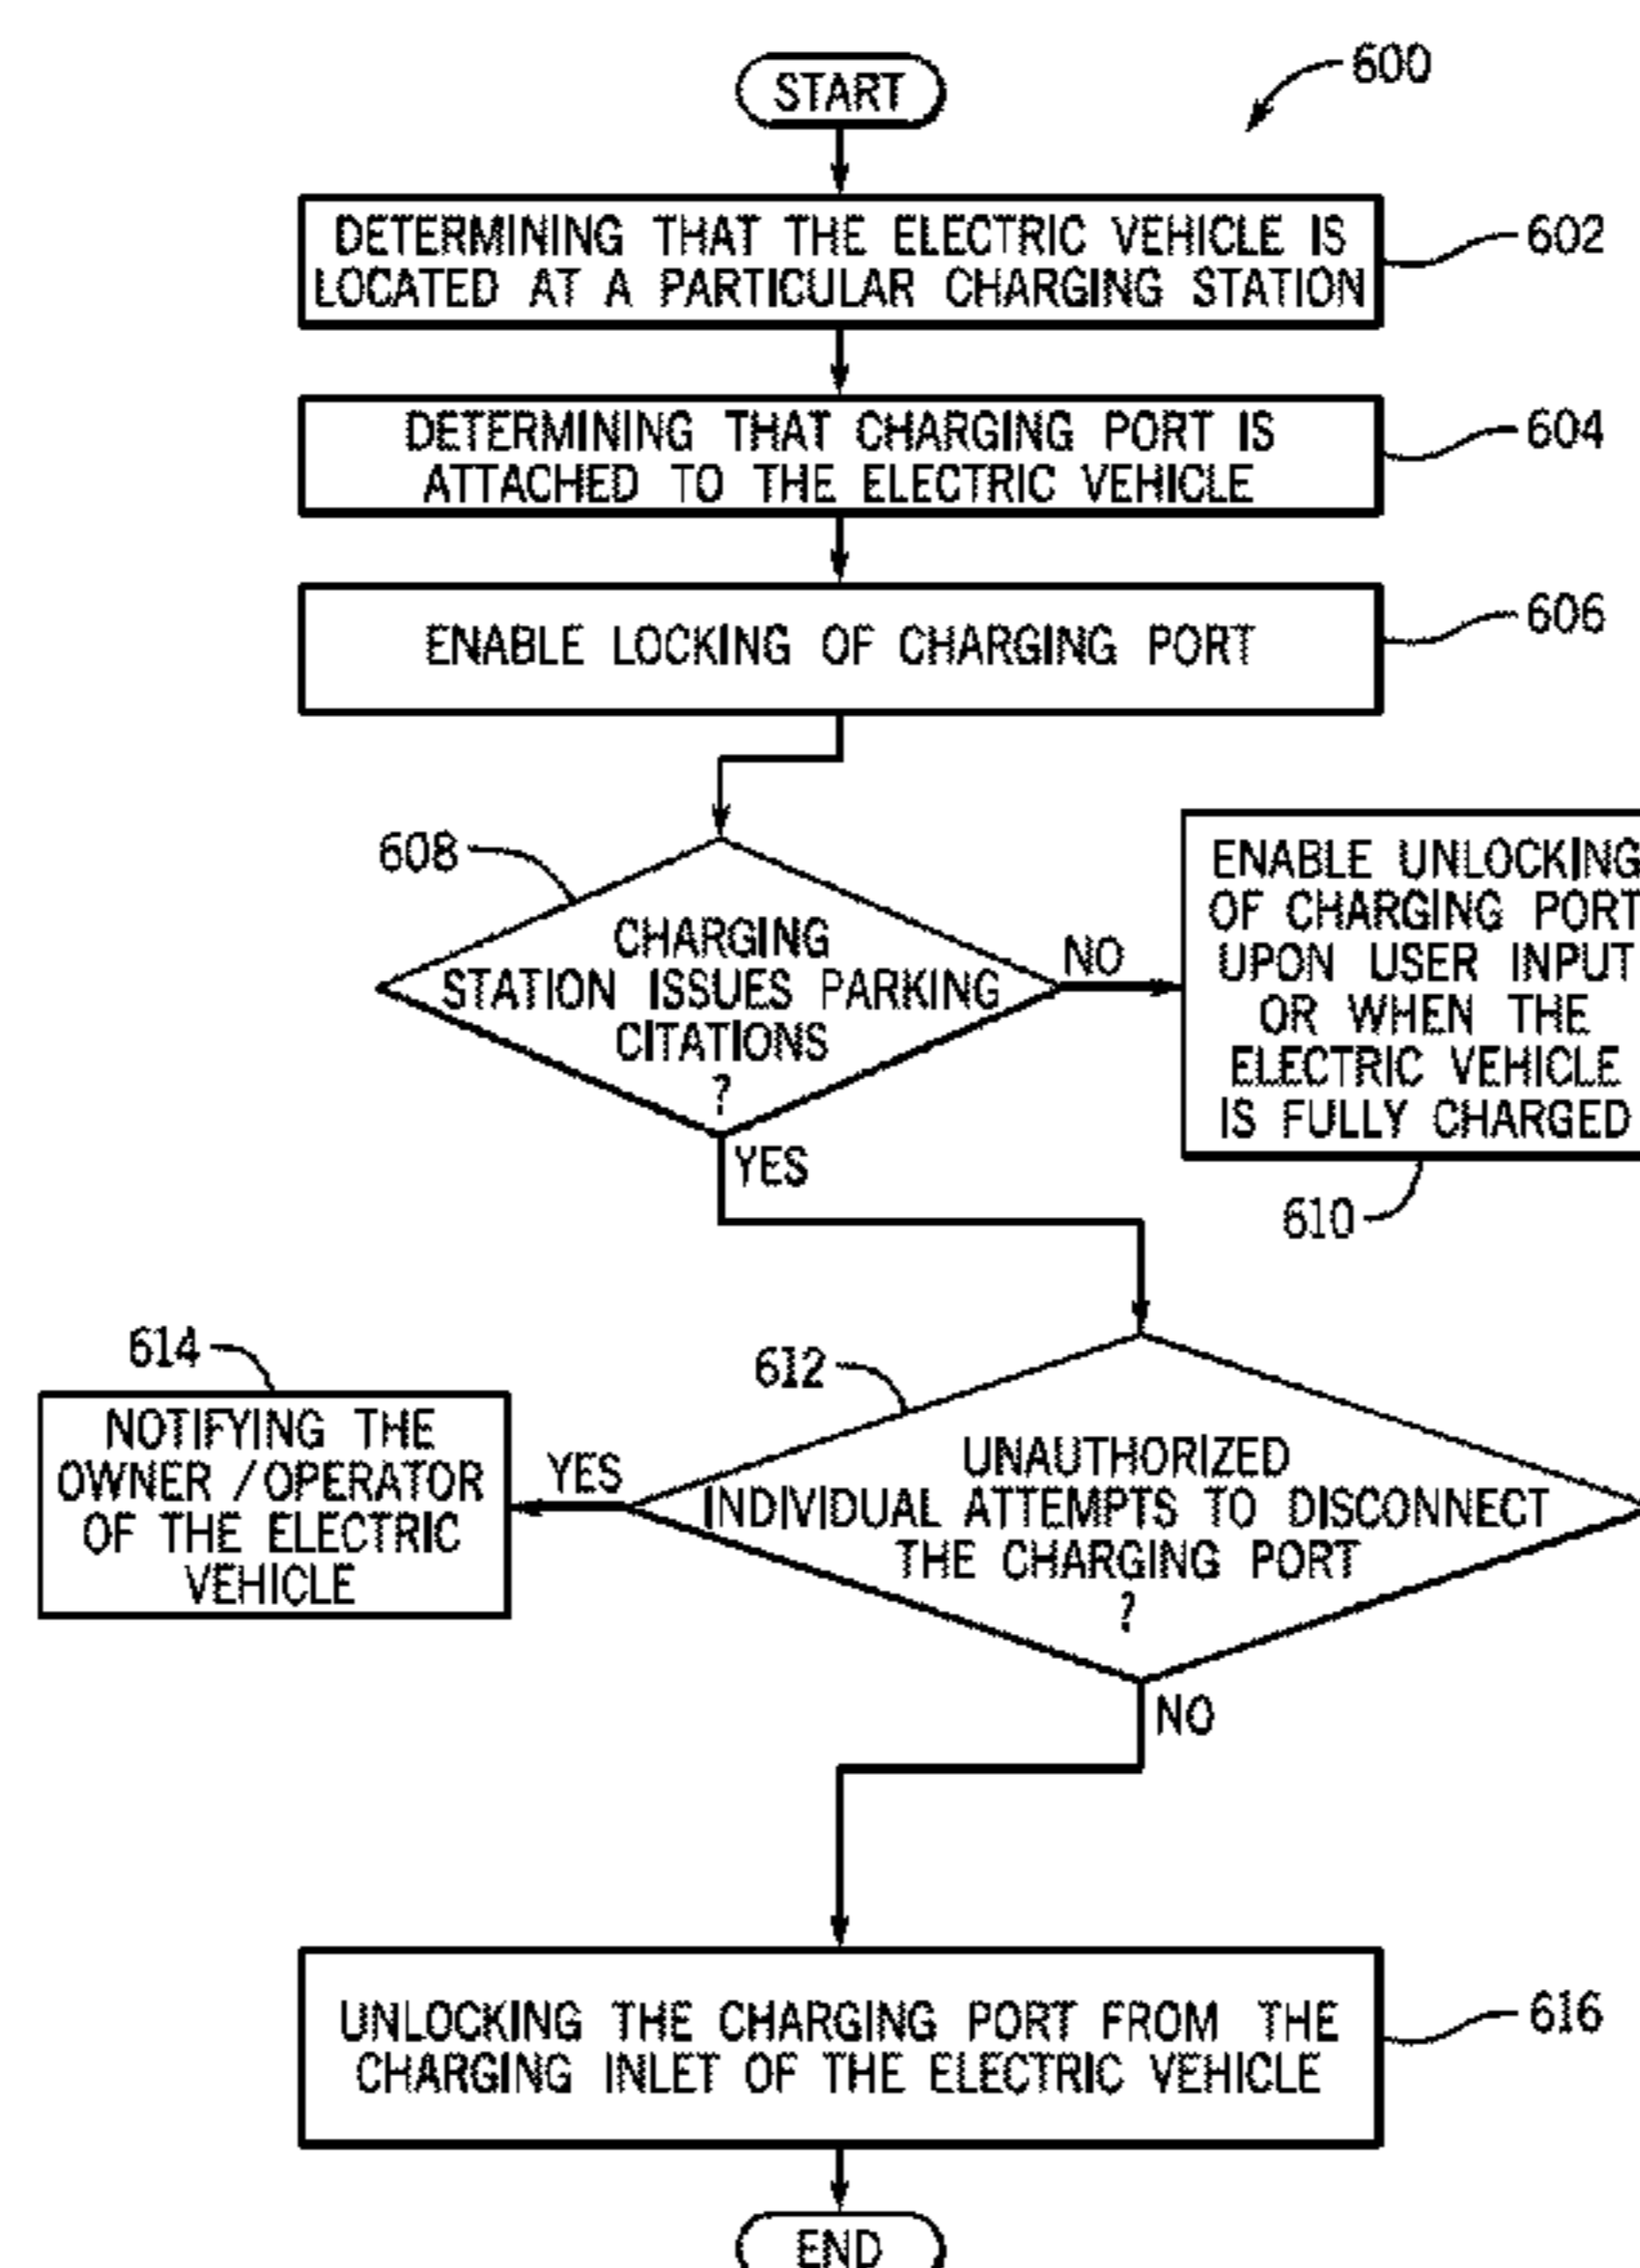 START
600
DETERMINING THAT THE ELECTRIC VEHICLE IS
LOCATED AT A PARTICULAR CHARGING STATION
602
DETERMINING THAT CHARGING PORT IS
ATTACHED TO THE ELECTRIC VEHICLE
604
ENABLE LOCKING OF CHARGING PORT
606
608
CHARGING
STATION ISSUES PARKING
CITATIONS
?
NO
ENABLE UNLOCKING
OF CHARGING PORT
UPON USER INPUT
OR WHEN THE
ELECTRIC VEHICLE
IS FULLY CHARGED
610
YES
612
UNAUTHORIZED
INDIVIDUAL ATTEMPTS TO DISCONNECT
THE CHARGING PORT
?
YES
614
NOTIFYING THE
OWNER /OPERATOR
OF THE ELECTRIC
VEHICLE
NO
UNLOCKING THE CHARGING PORT FROM THE
CHARGING INLET OF THE ELECTRIC VEHICLE
616
END